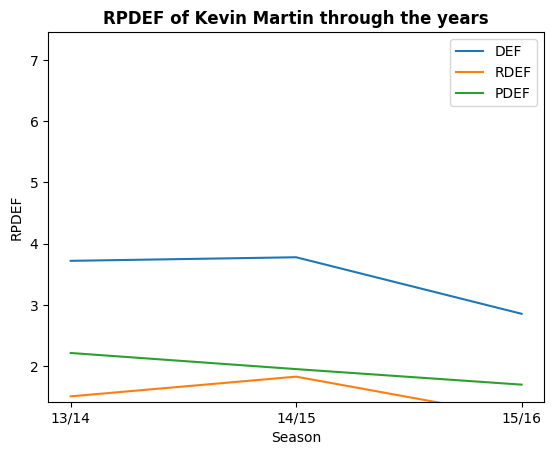 RPDEF of Kevin Martin through the years
DEF
RDEF
PDEF
7
6
5
4
3
2
RPDEF
13/14
14/15
15/16
Season